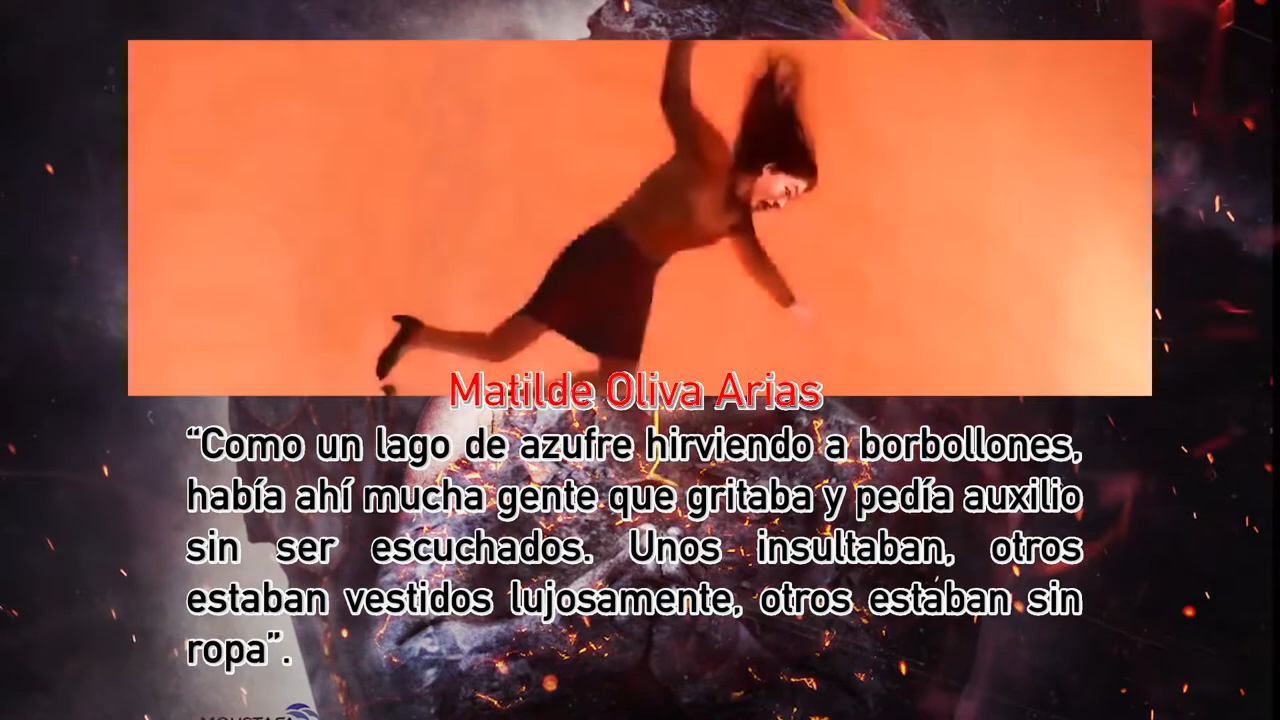 Matilde Oliva Arias
“Como un lago de azufre hirviendo a borbollones,
había ahí mucha gente que gritaba y pedía auxilio
sin ser escuchados. Unos insultaban, otros
estaban vestidos lujosamente, otros estaban sin
ropa”.